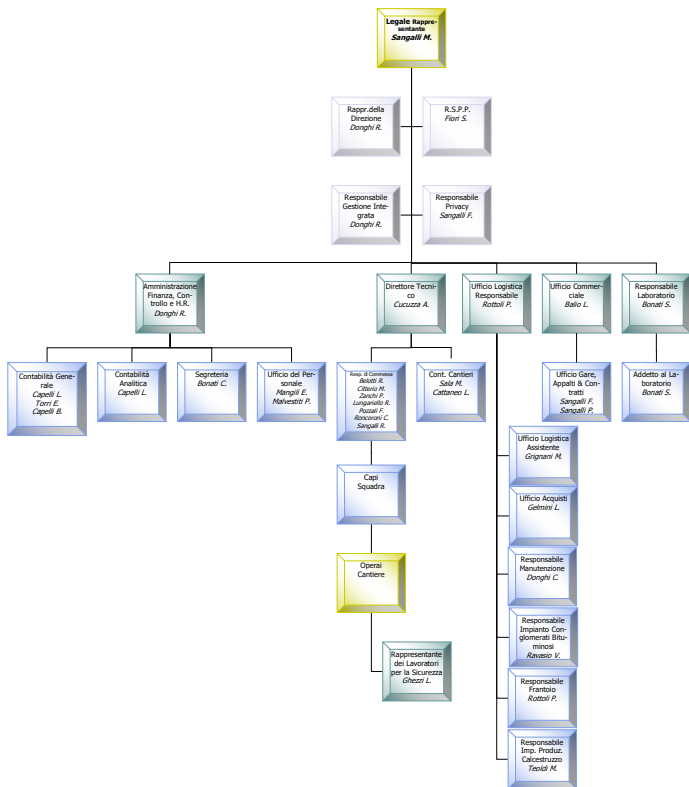 Legale Rappre-
sentante
Sangalli M.
Rappr.della
Direzione
Donghi R.
R.S.P.P.
Fiori S.
Responsabile
Gestione Inte-
grata
Donghi R.
Responsabile
Privacy
Sangalli F.
Amministrazione
Finanza, Con-
trollo e H.R.
Donghi R.
Direttore Tecni-
co
Cucuzza A.
Ufficio Logistica
Responsabile
Rottoli P.
Ufficio Commer-
ciale
Balio L.
Responsabile
Laboratorio
Bonati S.
Contabilità Gene-
rale
Capelli L.
Torri E.
Capelli B.
Contabilità
Analitica
Capelli L.
Segreteria
Bonati C.
Ufficio del Per-
sonale
Mangili E.
Malvestiti P.
Resp. di Commessa
Belotti R.
Citterio M.
Zanchi P.
Lungariello R.
Pozzali F.
Roncoroni C.
Sangalli R.
Cont. Cantieri
Sala M.
Cattaneo L.
Ufficio Gare,
Appalti & Con-
tratti
Sangalli F.
Sangalli P.
Addetto al La-
boratorio
Bonati S.
Ufficio Logistica
Assistente
Grignani M.
Capi
Squadra
Ufficio Acquisti
Gelmini L.
Operai
Cantiere
Responsabile
Manutenzione
Donghi C.
Responsabile
Impianto Con-
glomerati Bitu-
minosi
Ravasio V.
Rappresentante
dei Lavoratori
per la Sicurezza
Ghezzi L.
Responsabile
Frantoio
Rottoli P.
Responsabile
Imp. Produz.
Calcestruzzo
Teoldi M.